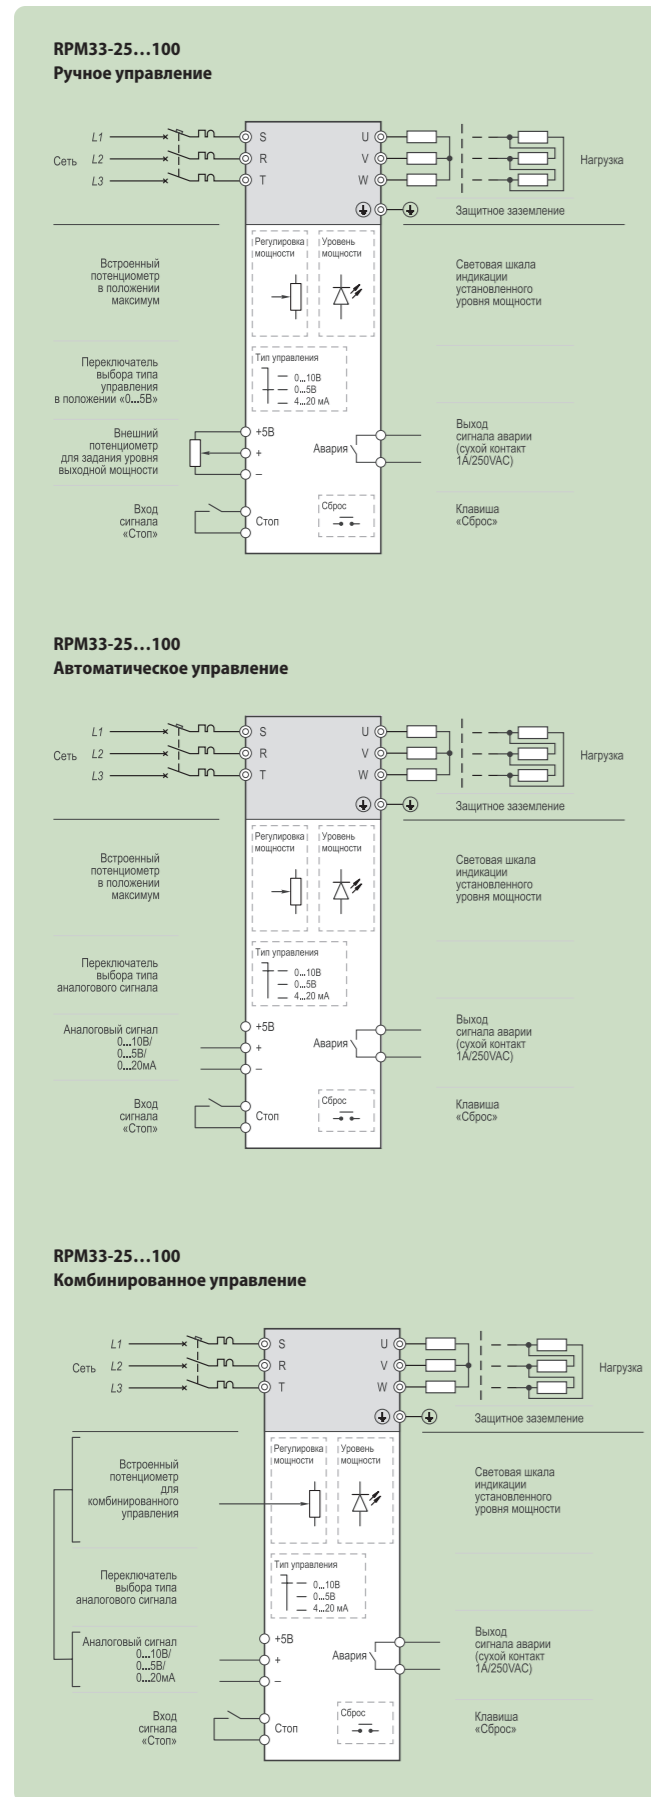 RPM33-25...100
Ручное управление
L1
S
U
Сеть
L2
R
V
Нагрузка
L3
T
W
Защитное заземление
Регулировка
мощности
Уровень
мощности
Встроенный
потенциометр
в положении
максимум
Световая шкала
индикации
установленного
уровня мощности
Переключатель
выбора типа
управления
в положении «0...5В»
Тип управления
0...10В
0...5В
4...20 мА
Внешний
потенциометр
для задания уровня
выходной мощности
+5В
+
–
Авария
Выход
сигнала аварии
(сухой контакт
1А/250VAC)
Вход
сигнала
«Стоп»
Стоп
Сброс
Клавиша
«Сброс»
RPM33-25...100
Автоматическое управление
L1
S
U
Сеть
L2
R
V
Нагрузка
L3
T
W
Защитное заземление
Регулировка
мощности
Уровень
мощности
Встроенный
потенциометр
в положении
максимум
Световая шкала
индикации
установленного
уровня мощности
Переключатель
выбора типа
аналогового сигнала
Тип управления
0...10В
0...5В
4...20 мА
Аналоговый сигнал
0...10В/
0...5В/
0...20мА
+5В
+
–
Авария
Выход
сигнала аварии
(сухой контакт
1А/250VAC)
Вход
сигнала
«Стоп»
Стоп
Сброс
Клавиша
«Сброс»
RPM33-25...100
Комбинированное управление
L1
S
U
Сеть
L2
R
V
Нагрузка
L3
T
W
Защитное заземление
Регулировка
мощности
Уровень
мощности
Встроенный
потенциометр
для
комбинированного
управления
Световая шкала
индикации
установленного
уровня мощности
Переключатель
выбора типа
аналогового сигнала
Тип управления
0...10В
0...5В
4...20 мА
Аналоговый сигнал
0...10В/
0...5В/
0...20мА
+5В
+
–
Авария
Выход
сигнала аварии
(сухой контакт
1А/250VAC)
Вход
сигнала
«Стоп»
Стоп
Сброс
Клавиша
«Сброс»